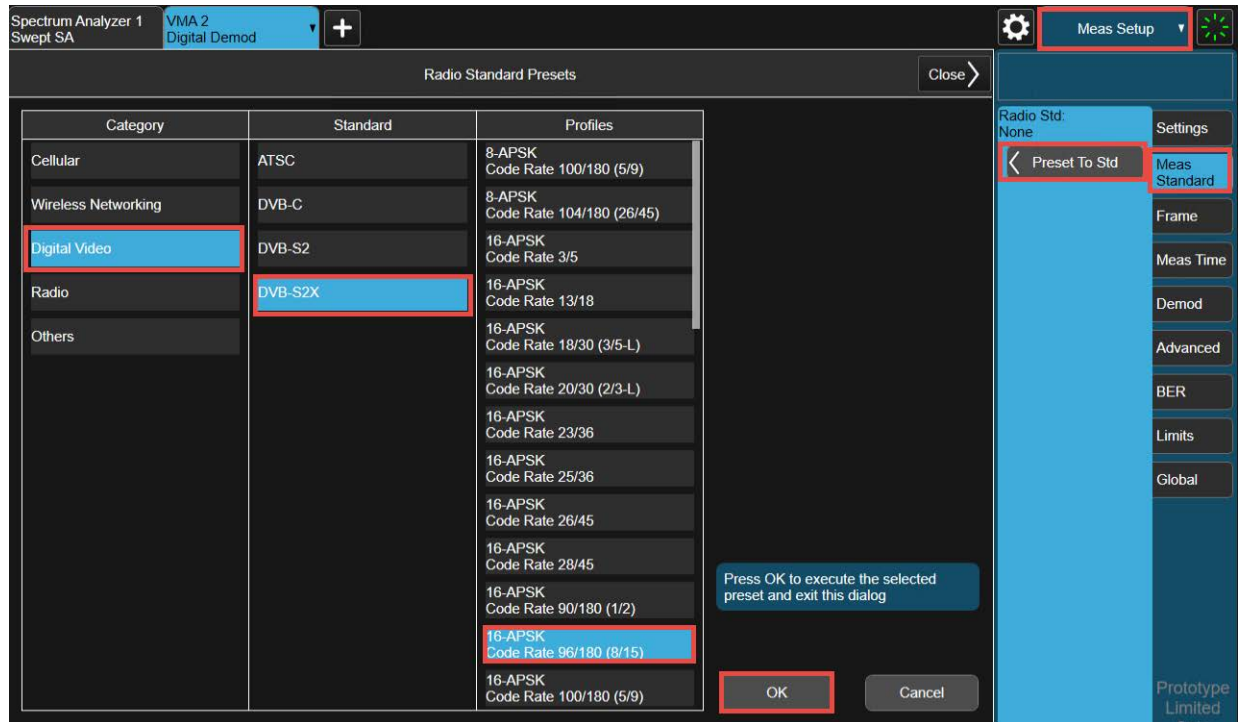 Spectrum Analyzer 1
Swept SA
VMA 2
Digital Demod
+
Meas Setup
Radio Standard Presets
Close
Category
Standard
Profiles
Cellular
Wireless Networking
Digital Video
Radio
Others
ATSC
DVB-C
DVB-S2
DVB-S2X
8-APSK
Code Rate 100/180 (5/9)
8-APSK
Code Rate 104/180 (26/45)
16-APSK
Code Rate 3/5
16-APSK
Code Rate 13/18
16-APSK
Code Rate 18/30 (3/5-L)
16-APSK
Code Rate 20/30 (2/3-L)
16-APSK
Code Rate 23/36
16-APSK
Code Rate 25/36
16-APSK
Code Rate 26/45
16-APSK
Code Rate 28/45
16-APSK
Code Rate 90/180 (1/2)
16-APSK
Code Rate 96/180 (8/15)
16-APSK
Code Rate 100/180 (5/9)
Press OK to execute the selected
preset and exit this dialog
OK
Cancel
Radio Std:
None
Preset To Std
Settings
Meas
Standard
Frame
Meas Time
Demod
Advanced
BER
Limits
Global
Prototype
Limited